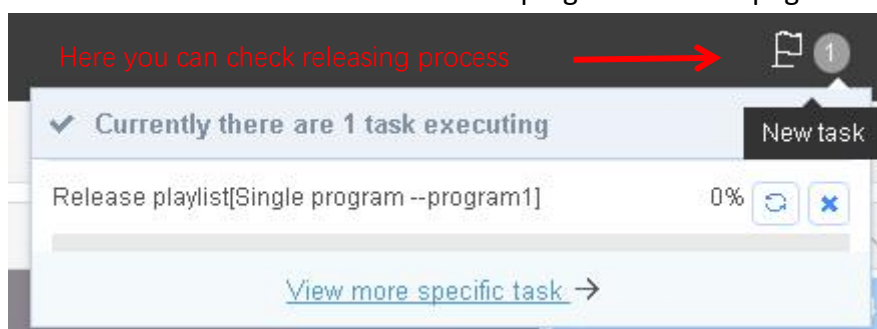 Here you can check releasing process
1
Currently there are 1 task executing
New task
Release playlist[Single program --program1]
0%
View more specific task